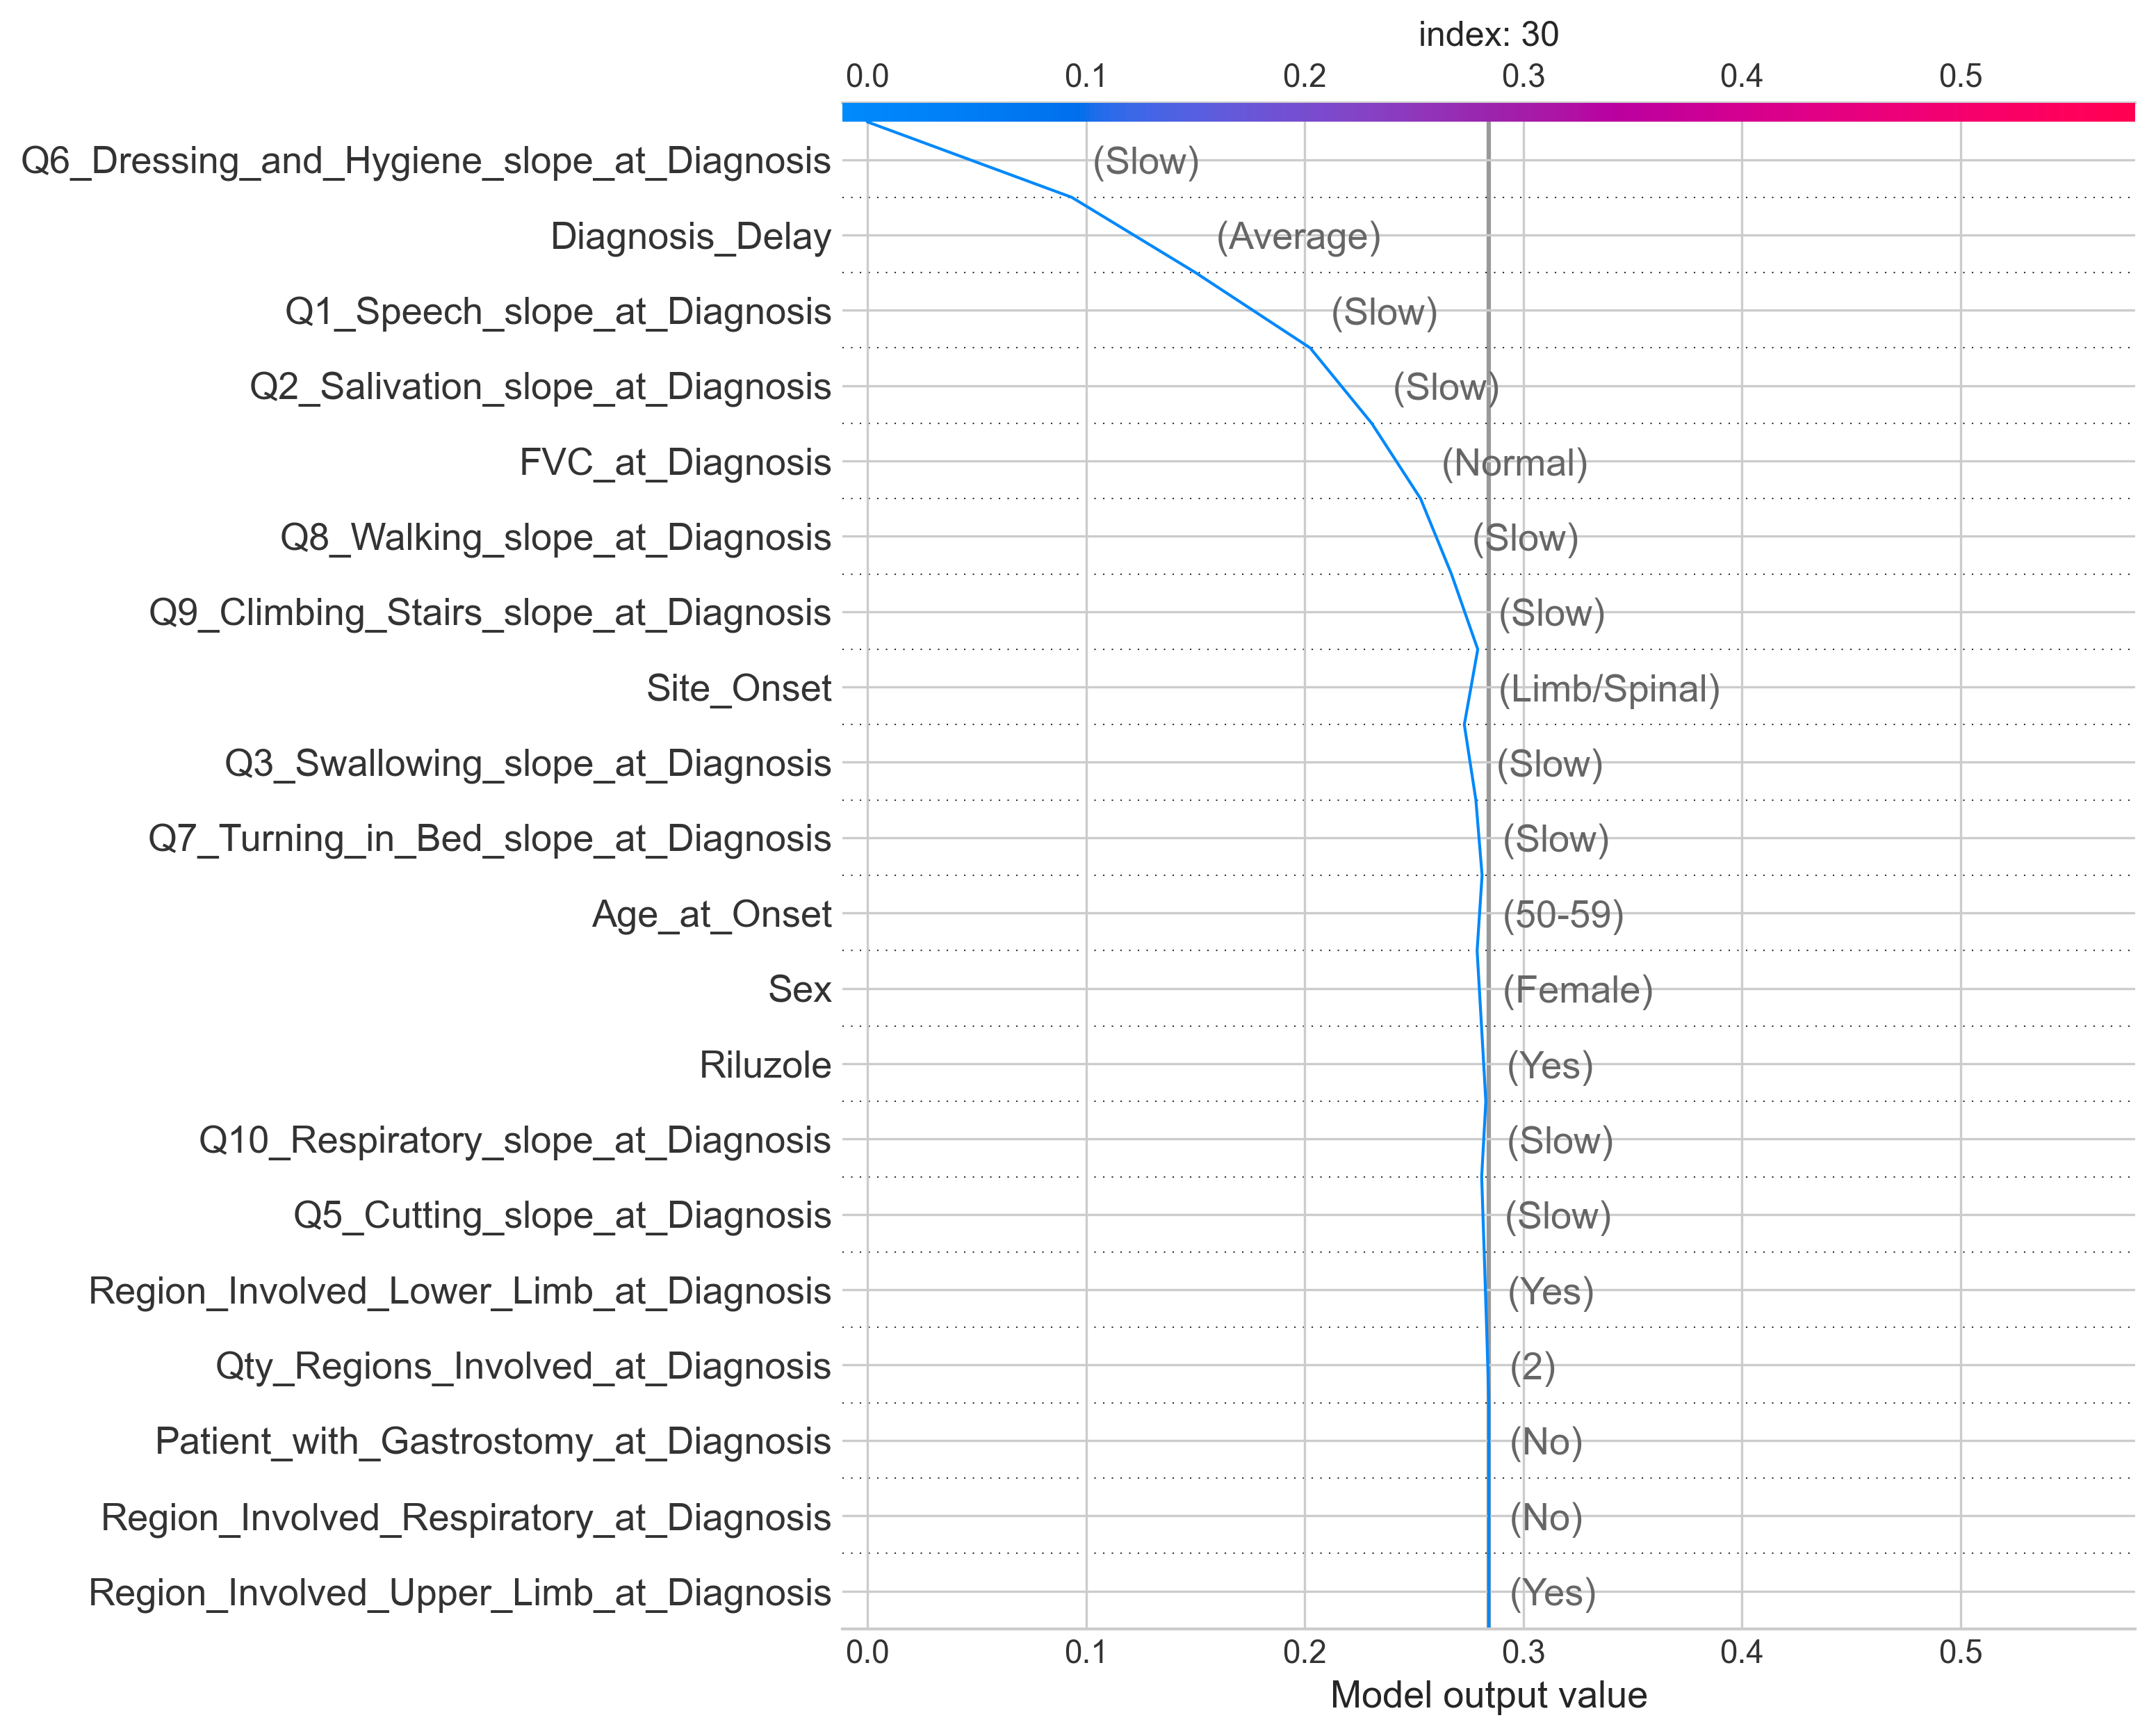 index: 30
0.0 0.1 0.2 0.3 0.4 0.5
Q6_Dressing_and_Hygiene_slope_at_Diagnosis (Slow)
Diagnosis_Delay (Average)
Q1_Speech_slope_at_Diagnosis (Slow)
Q2_Salivation_slope_at_Diagnosis (Slow)
FVC_at_Diagnosis (Normal)
Q8_Walking_slope_at_Diagnosis (Slow)
Q9_Climbing_Stairs_slope_at_Diagnosis (Slow)
Site_Onset (Limb/Spinal)
Q3_Swallowing_slope_at_Diagnosis (Slow)
Q7_Turning_in_Bed_slope_at_Diagnosis (Slow)
Age_at_Onset (50-59)
Sex (Female)
Riluzole (Yes)
Q10_Respiratory_slope_at_Diagnosis (Slow)
Q5_Cutting_slope_at_Diagnosis (Slow)
Region_Involved_Lower_Limb_at_Diagnosis (Yes)
Qty_Regions_Involved_at_Diagnosis (2)
Patient_with_Gastrostomy_at_Diagnosis (No)
Region_Involved_Respiratory_at_Diagnosis (No)
Region_Involved_Upper_Limb_at_Diagnosis (Yes)
0.0 0.1 0.2 0.3 0.4 0.5
Model output value